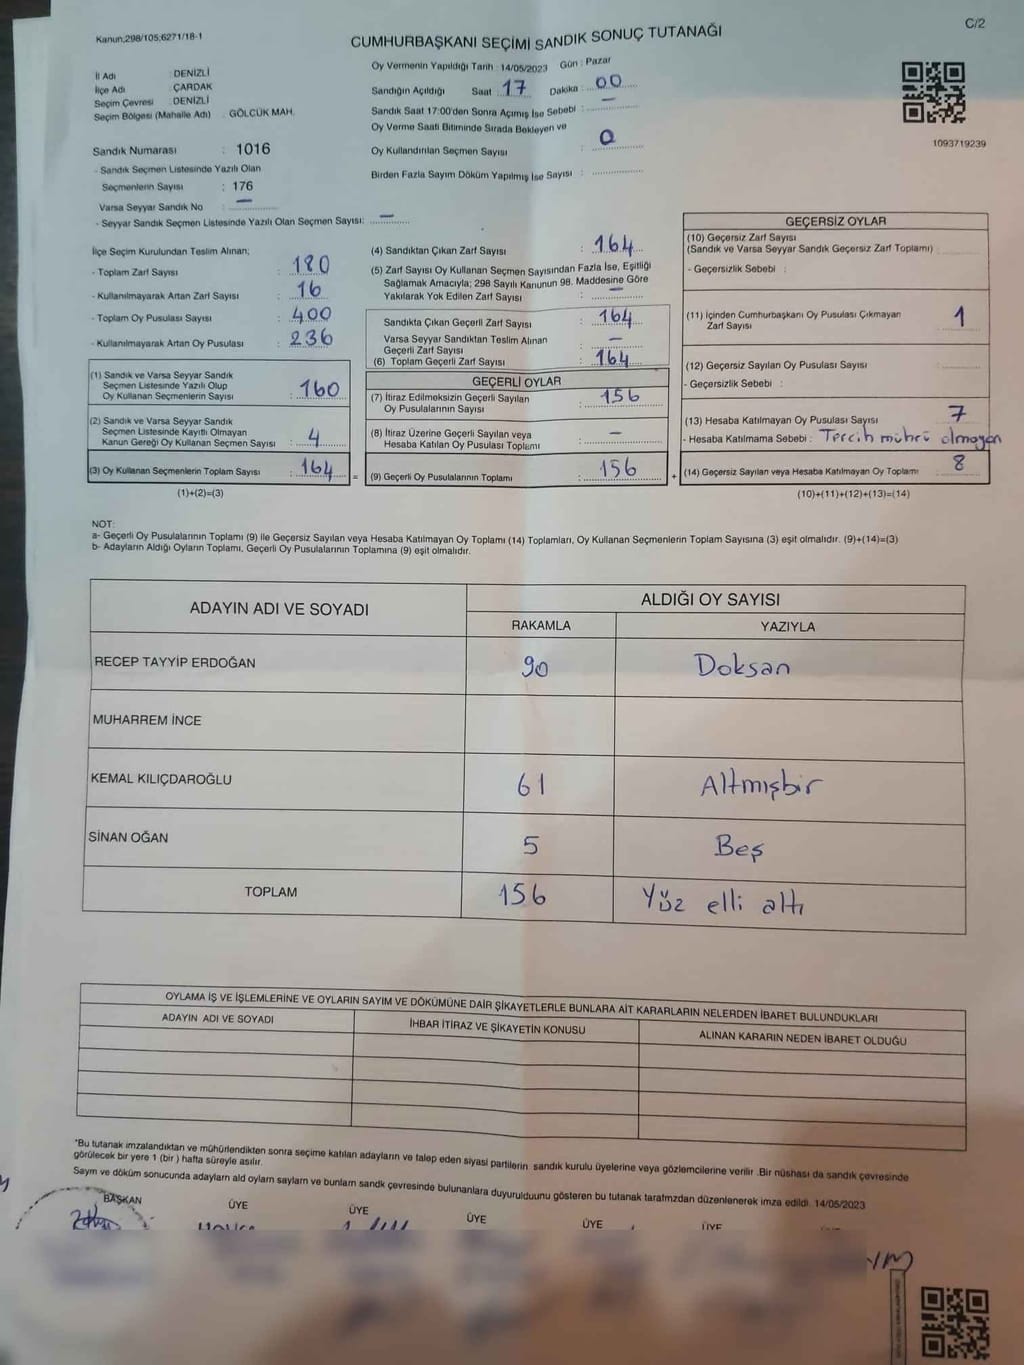 Kanun;298/105;6271/18-1
C/2
CUMHURBAŞKANI SEÇİMİ SANDIK SONUÇ TUTANAĞI
İl Adı DENİZLİ
İlçe Adı ÇARDAK
Seçim Çevresi DENİZLİ
Seçim Bölgesi (Mahalle Adı) : GÖLCÜK MAH.
Oy Vermenin Yapıldığı Tarih : 14/05/2023 Gün : Pazar
Sandığın Açıldığı Saat : 17 Dakika : 00
Sandık Saat 17:00'den Sonra Açımış İse Sebebi : —
Oy Verme Saati Bitiminde Sırada Bekleyen ve
Oy Kullandırılan Seçmen Sayısı : 0
Birden Fazla Sayım Döküm Yapılmış İse Sayısı :
1093719239
Sandık Numarası : 1016
- Sandık Seçmen Listesinde Yazılı Olan
Seçmenlerin Sayısı : 176
Varsa Seyyar Sandık No : —
- Seyyar Sandık Seçmen Listesinde Yazılı Olan Seçmen Sayısı: —
İlçe Seçim Kurulundan Teslim Alınan;
- Toplam Zarf Sayısı : 180
- Kullanılmayarak Artan Zarf Sayısı : 16
- Toplam Oy Pusulası Sayısı : 400
- Kullanılmayarak Artan Oy Pusulası : 236
(1) Sandık ve Varsa Seyyar Sandık
Seçmen Listesinde Yazılı Olup
Oy Kullanan Seçmenlerin Sayısı : 160
(2) Sandık ve Varsa Seyyar Sandık
Seçmen Listesinde Kayıtlı Olmayan
Kanun Gereği Oy Kullanan Seçmen Sayısı : 4
(3) Oy Kullanan Seçmenlerin Toplam Sayısı : 164
(1)+(2)=(3)
(4) Sandıktan Çıkan Zarf Sayısı : 164
(5) Zarf Sayısı Oy Kullanan Seçmen Sayısından Fazla İse, Eşitliği
Sağlamak Amacıyla; 298 Sayılı Kanunun 98. Maddesine Göre
Yakılarak Yok Edilen Zarf Sayısı : —
Sandıkta Çıkan Geçerli Zarf Sayısı : 164
Varsa Seyyar Sandıktan Teslim Alınan
Geçerli Zarf Sayısı : —
(6) Toplam Geçerli Zarf Sayısı : 164
GEÇERLİ OYLAR
(7) İtiraz Edilmeksizin Geçerli Sayılan
Oy Pusulalarının Sayısı : 156
(8) İtiraz Üzerine Geçerli Sayılan veya
Hesaba Katılan Oy Pusulası Toplamı : —
= (9) Geçerli Oy Pusulalarının Toplamı : 156
GEÇERSİZ OYLAR
(10) Geçersiz Zarf Sayısı
(Sandık ve Varsa Seyyar Sandık Geçersiz Zarf Toplamı) :
- Geçersizlik Sebebi :
(11) İçinden Cumhurbaşkanı Oy Pusulası Çıkmayan
Zarf Sayısı : 1
(12) Geçersiz Sayılan Oy Pusulası Sayısı :
- Geçersizlik Sebebi :
(13) Hesaba Katılmayan Oy Pusulası Sayısı : 7
- Hesaba Katılmama Sebebi : Tercih mührü olmayan
+ (14) Geçersiz Sayılan veya Hesaba Katılmayan Oy Toplamı : 8
(10)+(11)+(12)+(13)=(14)
NOT:
a- Geçerli Oy Pusulalarının Toplamı (9) ile Geçersiz Sayılan veya Hesaba Katılmayan Oy Toplamı (14) Toplamları, Oy Kullanan Seçmenlerin Toplam Sayısına (3) eşit olmalıdır. (9)+(14)=(3)
b- Adayların Aldığı Oyların Toplamı, Geçerli Oy Pusulalarının Toplamına (9) eşit olmalıdır.
ADAYIN ADI VE SOYADI ALDIĞI OY SAYISI
RAKAMLA YAZIYLA
RECEP TAYYİP ERDOĞAN 90 Doksan
MUHARREM İNCE
KEMAL KILIÇDAROĞLU 61 Altmışbir
SİNAN OĞAN 5 Beş
TOPLAM 156 Yüz elli altı
OYLAMA İŞ VE İŞLEMLERİNE VE OYLARIN SAYIM VE DÖKÜMÜNE DAİR ŞİKAYETLERLE BUNLARA AİT KARARLARIN NELERDEN İBARET BULUNDUKLARI
ADAYIN ADI VE SOYADI İHBAR İTİRAZ VE ŞİKAYETİN KONUSU ALINAN KARARIN NEDEN İBARET OLDUĞU
*Bu tutanak imzalandıktan ve mühürlendikten sonra seçime katılan adayların ve talep eden siyasi partilerin sandık kurulu üyelerine veya gözlemcilerine verilir .Bir nüshası da sandık çevresinde
görülecek bir yere 1 (bir ) hafta süreyle asılır.
Sayım ve döküm sonucunda adayların ald oyların sayların ve bunların sandk çevresinde bulunanlara duyurulduunu gösteren bu tutanak tarafmzdan düzenlenerek imza edildi. 14/05/2023
BAŞKAN ÜYE ÜYE ÜYE ÜYE ÜYE